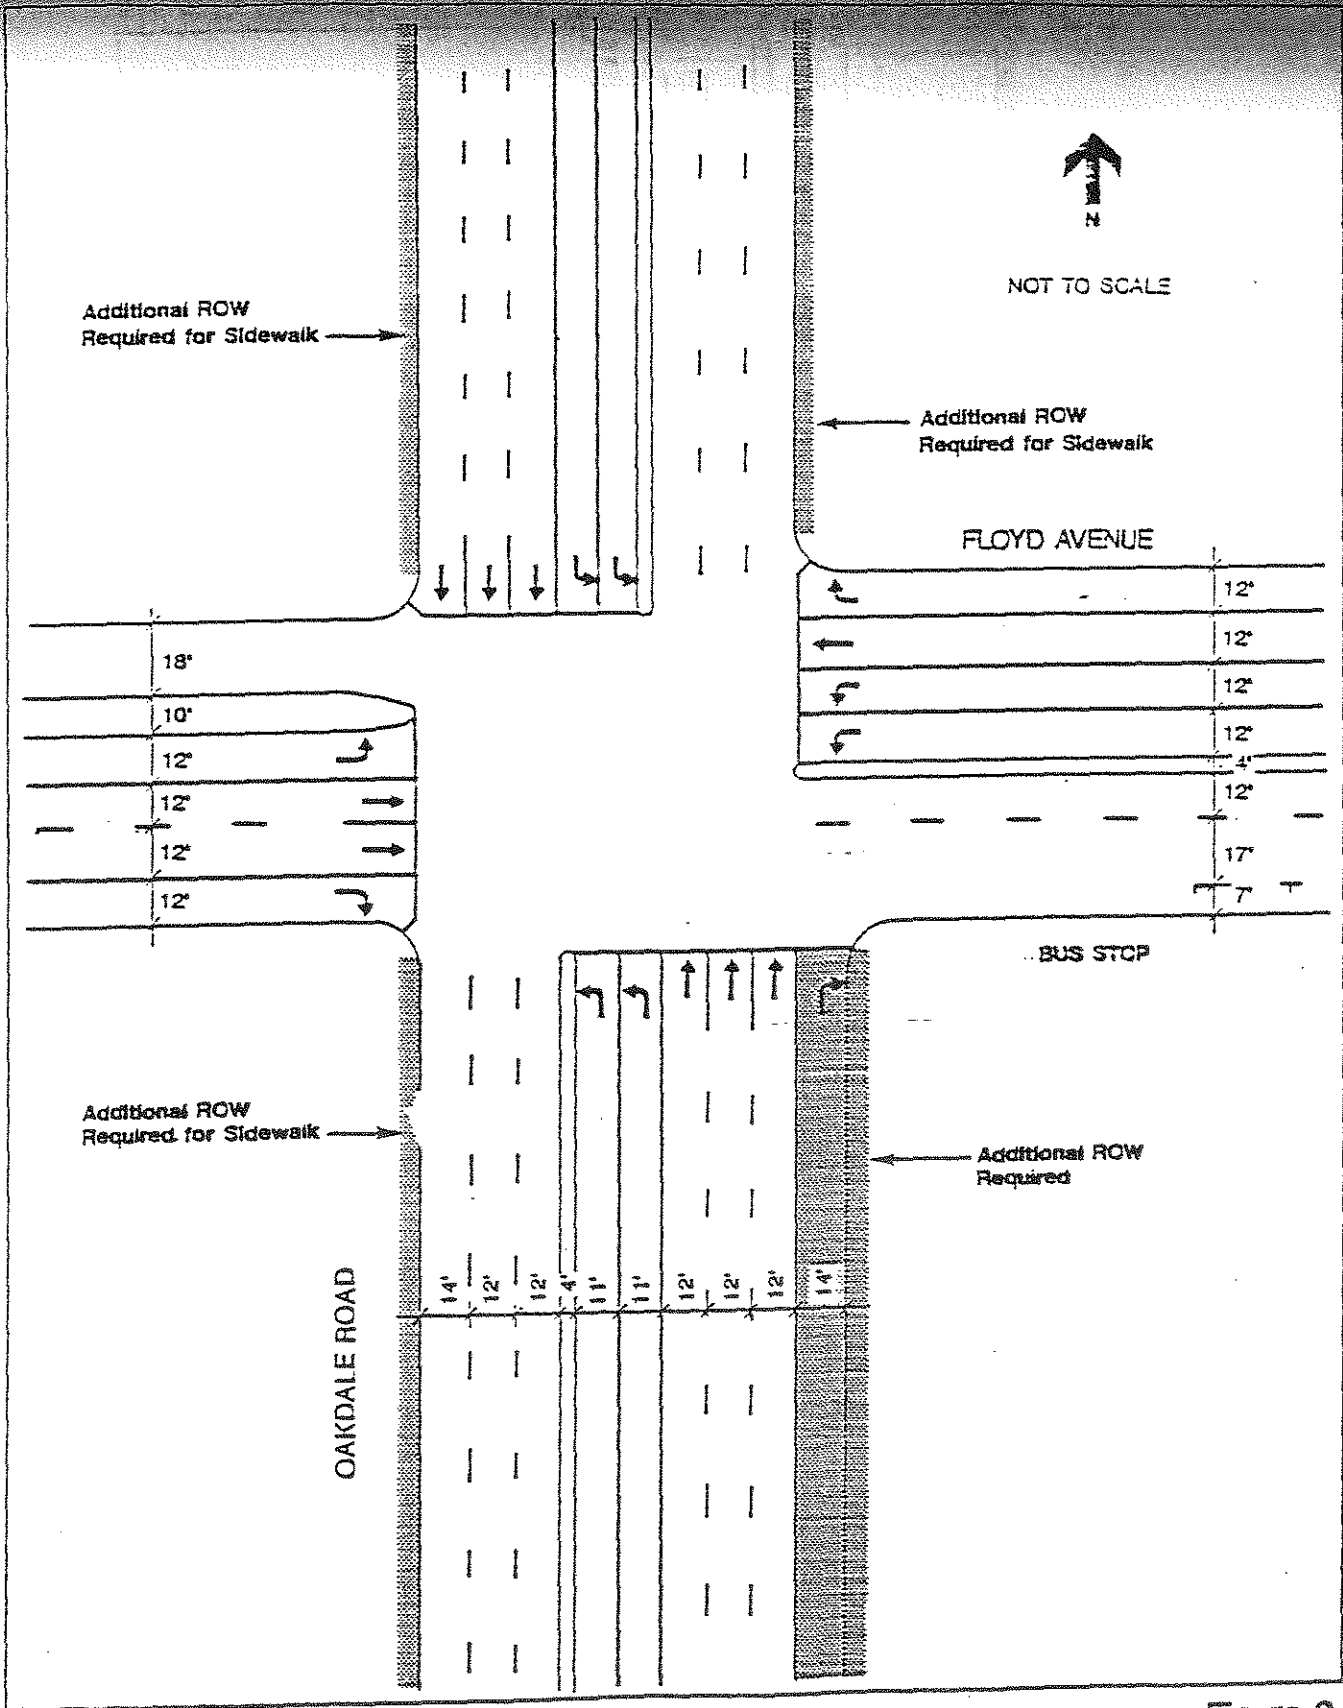 N
NOT TO SCALE
Additional ROW
Required for Sidewalk
Additional ROW
Required for Sidewalk
FLOYD AVENUE
12'
12'
12'
12'
4'
12'
17'
7'
18'
10'
12'
12'
12'
12'
BUS STOP
Additional ROW
Required for Sidewalk
Additional ROW
Required
OAKDALE ROAD
14'
12'
12'
4'
11'
11'
12'
12'
12'
14'